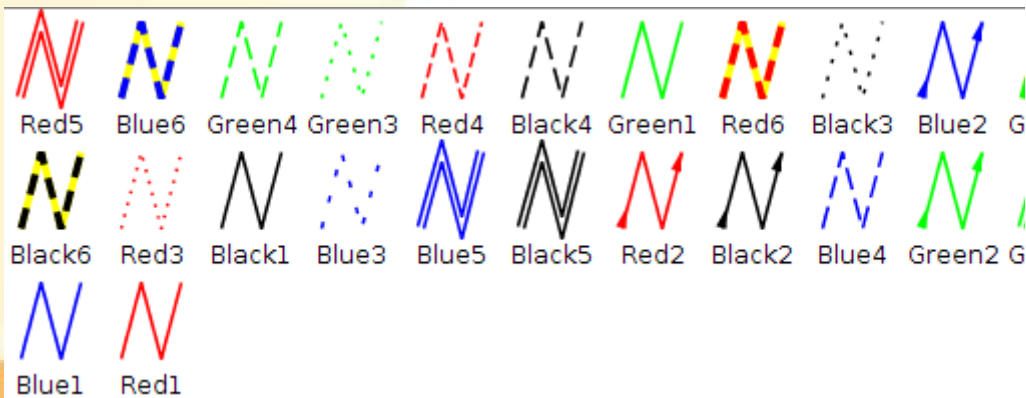 Red5 Blue6 Green4 Green3 Red4 Black4 Green1 Red6 Black3 Blue2 G
Black6 Red3 Black1 Blue3 Blue5 Black5 Red2 Black2 Blue4 Green2 G
Blue1 Red1